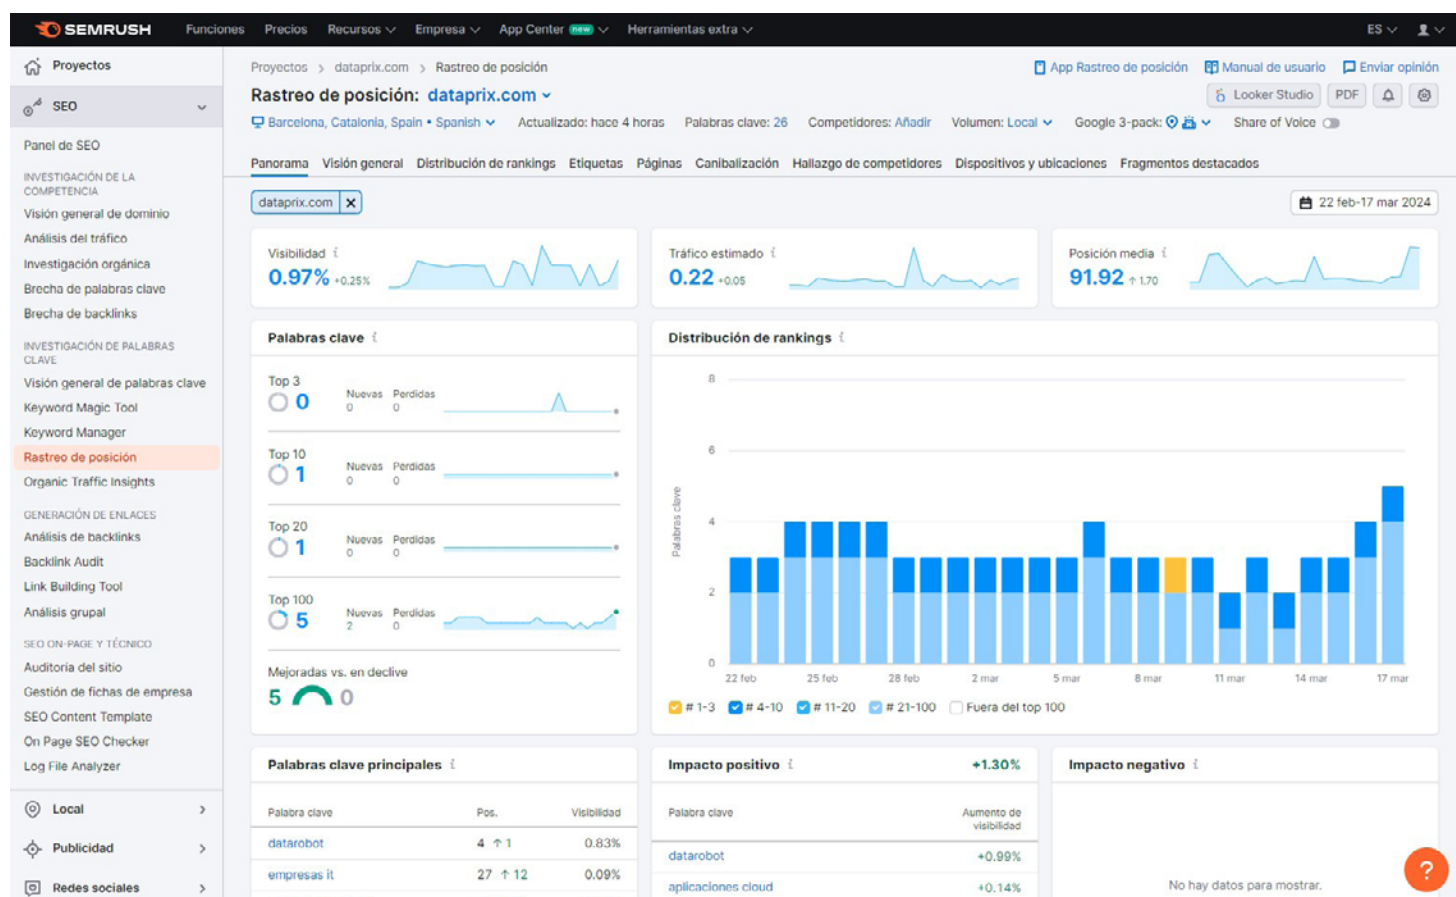 SEMRUSH Funciones Precios Recursos Empresa App Center new Herramientas extra ES
Proyectos
SEO
Panel de SEO
INVESTIGACIÓN DE LA
COMPETENCIA
Visión general de dominio
Análisis del tráfico
Investigación orgánica
Brecha de palabras clave
Brecha de backlinks
INVESTIGACIÓN DE PALABRAS
CLAVE
Visión general de palabras clave
Keyword Magic Tool
Keyword Manager
Rastreo de posición
Organic Traffic Insights
GENERACIÓN DE ENLACES
Análisis de backlinks
Backlink Audit
Link Building Tool
Análisis grupal
SEO ON-PAGE Y TÉCNICO
Auditoría del sitio
Gestión de fichas de empresa
SEO Content Template
On Page SEO Checker
Log File Analyzer
Local
Publicidad
Redes sociales
Proyectos > dataprix.com > Rastreo de posición
App Rastreo de posición Manual de usuario Enviar opinión
Rastreo de posición: dataprix.com
Looker Studio PDF
Barcelona, Catalonia, Spain • Spanish Actualizado: hace 4 horas Palabras clave: 26 Competidores: Añadir Volumen: Local Google 3-pack: Share of Voice
Panorama Visión general Distribución de rankings Etiquetas Páginas Canibalización Hallazgo de competidores Dispositivos y ubicaciones Fragmentos destacados
dataprix.com X
22 feb-17 mar 2024
Visibilidad i
0.97% +0.25%
Tráfico estimado i
0.22 +0.05
Posición media i
91.92 ↑ 1.70
Palabras clave i
Top 3
0
Nuevas Perdidas
0 0
Top 10
1
Nuevas Perdidas
0 0
Top 20
1
Nuevas Perdidas
0 0
Top 100
5
Nuevas Perdidas
2 0
Mejoradas vs. en declive
5 0
Distribución de rankings i
Palabras clave
8
6
4
2
0
22 feb 25 feb 28 feb 2 mar 5 mar 8 mar 11 mar 14 mar 17 mar
# 1-3 # 4-10 # 11-20 # 21-100 Fuera del top 100
Palabras clave principales i
Palabra clave Pos. Visibilidad
datarobot 4 ↑ 1 0.83%
empresas it 27 ↑ 12 0.09%
Impacto positivo i +1.30%
Palabra clave Aumento de
visibilidad
datarobot +0.99%
aplicaciones cloud +0.14%
Impacto negativo i
No hay datos para mostrar.
?